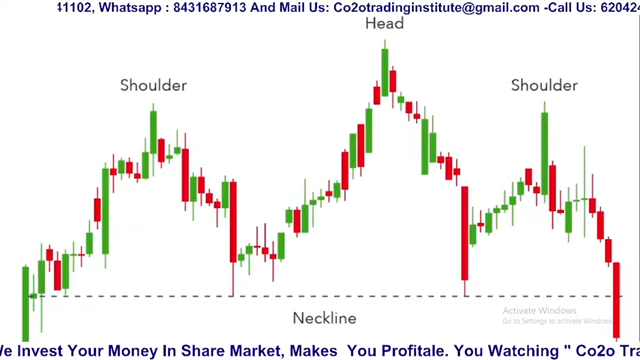 41102, Whatsapp : 8431687913 And Mail Us: Co2otradinginstitute@gmail.com -Call Us: 620424
Head
Shoulder
Shoulder
Activate Windows
Go to Settings to activate Windows
Neckline
We Invest Your Money In Share Market, Makes You Profitale. You Watching " Co2o Tra